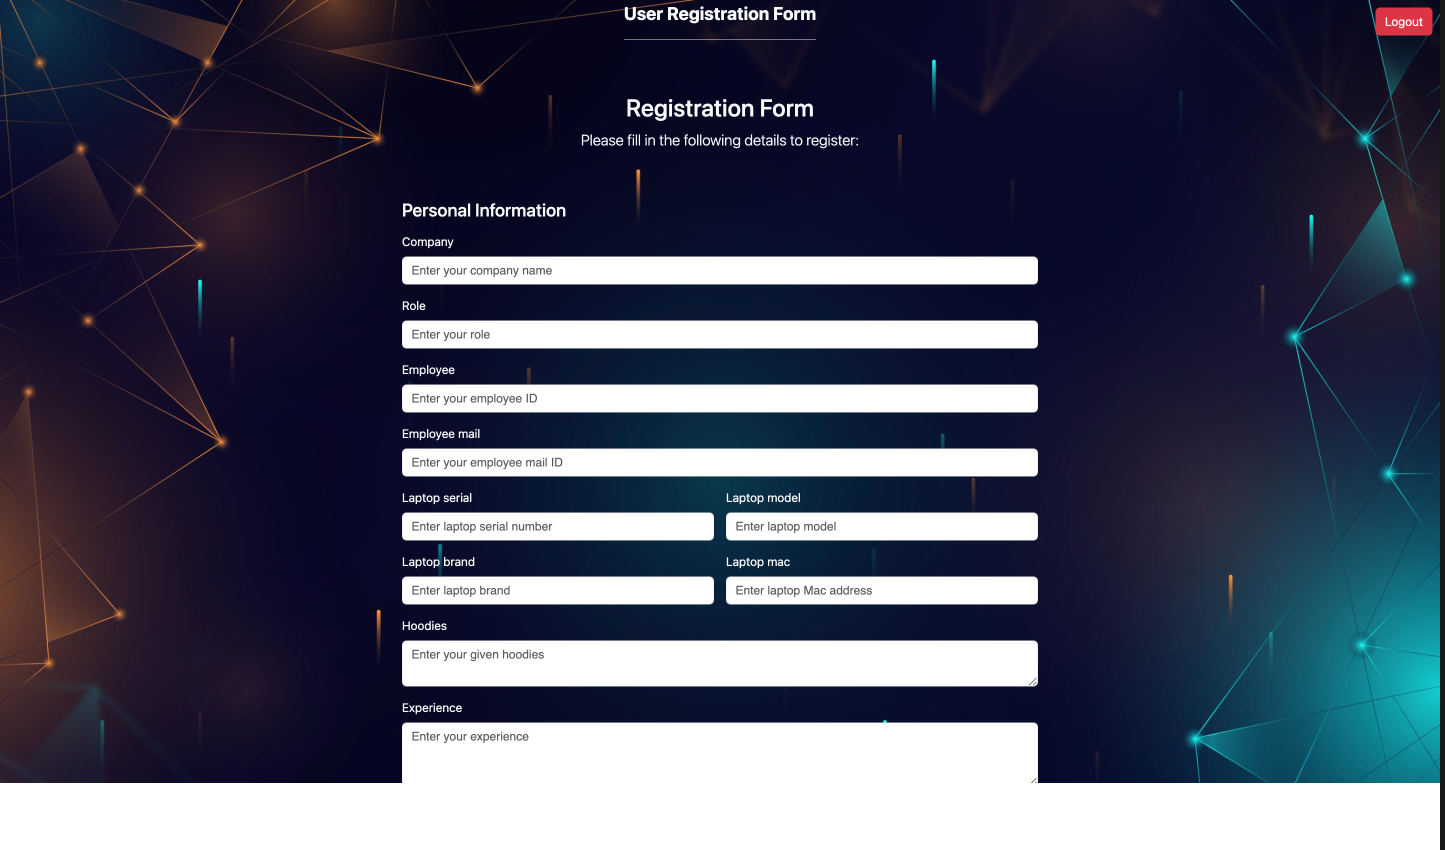 User Registration Form
Logout
Registration Form
Please fill in the following details to register:
Personal Information
Company
Enter your company name
Role
Enter your role
Employee
Enter your employee ID
Employee mail
Enter your employee mail ID
Laptop serial
Laptop model
Enter laptop serial number
Enter laptop model
Laptop brand
Laptop mac
Enter laptop brand
Enter laptop Mac address
Hoodies
Enter your given hoodies
Experience
Enter your experience